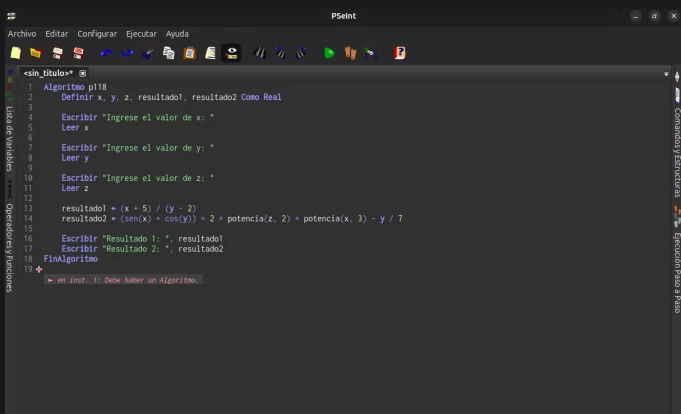 PSeInt
Archivo Editar Configurar Ejecutar Ayuda
<sin_titulo>*
1 Algoritmo p118
2 Definir x, y, z, resultado1, resultado2 Como Real
3
4 Escribir "Ingrese el valor de x: "
5 Leer x
6
7 Escribir "Ingrese el valor de y: "
8 Leer y
9
10 Escribir "Ingrese el valor de z: "
11 Leer z
12
13 resultado1 ← (x + 5) / (y - 2)
14 resultado2 ← (sen(x) + cos(y)) + 2 * potencia(z, 2) + potencia(x, 3) - y / 7
15
16 Escribir "Resultado 1: ", resultado1
17 Escribir "Resultado 2: ", resultado2
18 FinAlgoritmo
19
► en inst. 1: Debe haber un Algoritmo.
Lista de Variables
Operadores y Funciones
Comandos y Estructuras
Ejecución Paso a Paso